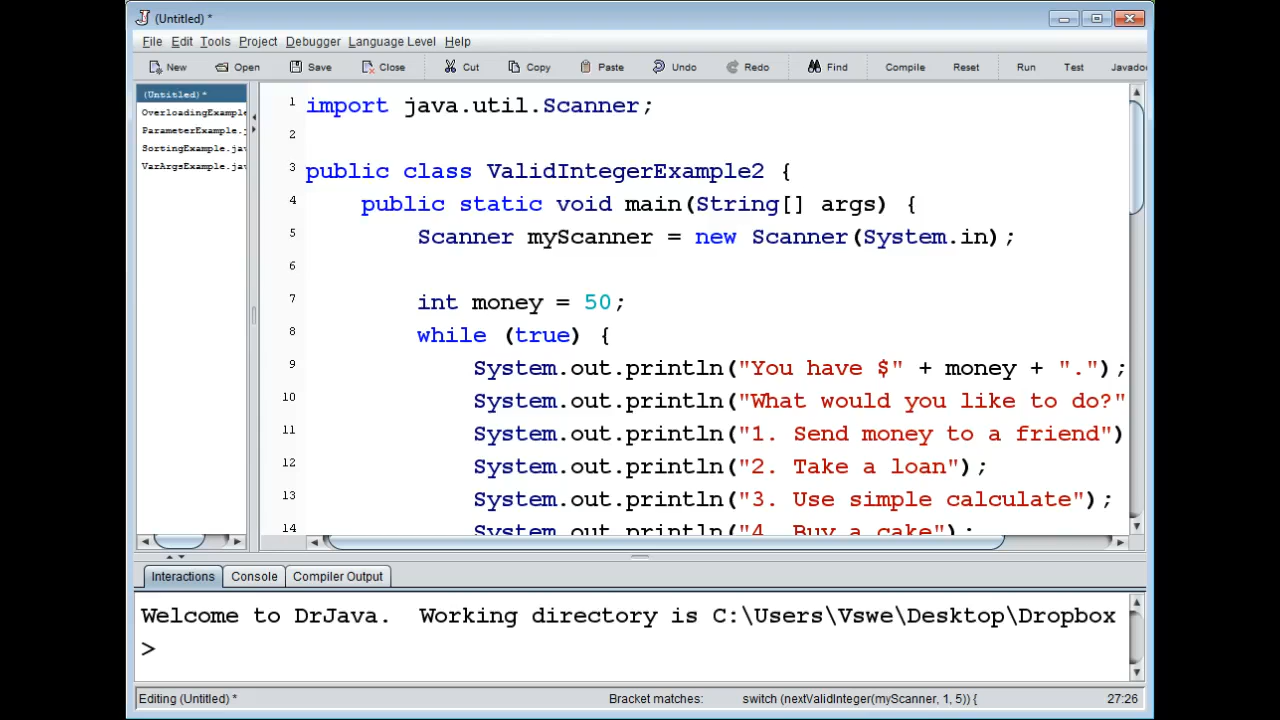 (Untitled) *
File Edit Tools Project Debugger Language Level Help
New Open Save Close Cut Copy Paste Undo Redo Find Compile Reset Run Test Javado
(Untitled) *
OverloadingExample
ParameterExample.j
SortingExample.jav
VarArgsExample.jav
1 import java.util.Scanner;
2
3 public class ValidIntegerExample2 {
4 public static void main(String[] args) {
5 Scanner myScanner = new Scanner(System.in);
6
7 int money = 50;
8 while (true) {
9 System.out.println("You have $" + money + ".");
10 System.out.println("What would you like to do?"
11 System.out.println("1. Send money to a friend")
12 System.out.println("2. Take a loan");
13 System.out.println("3. Use simple calculate");
14 System.out.println("4. Buy a cake");
Interactions Console Compiler Output
Welcome to DrJava. Working directory is C:\Users\Vswe\Desktop\Dropbox
>
Editing (Untitled) * Bracket matches: switch (nextValidInteger(myScanner, 1, 5)) { 27:26